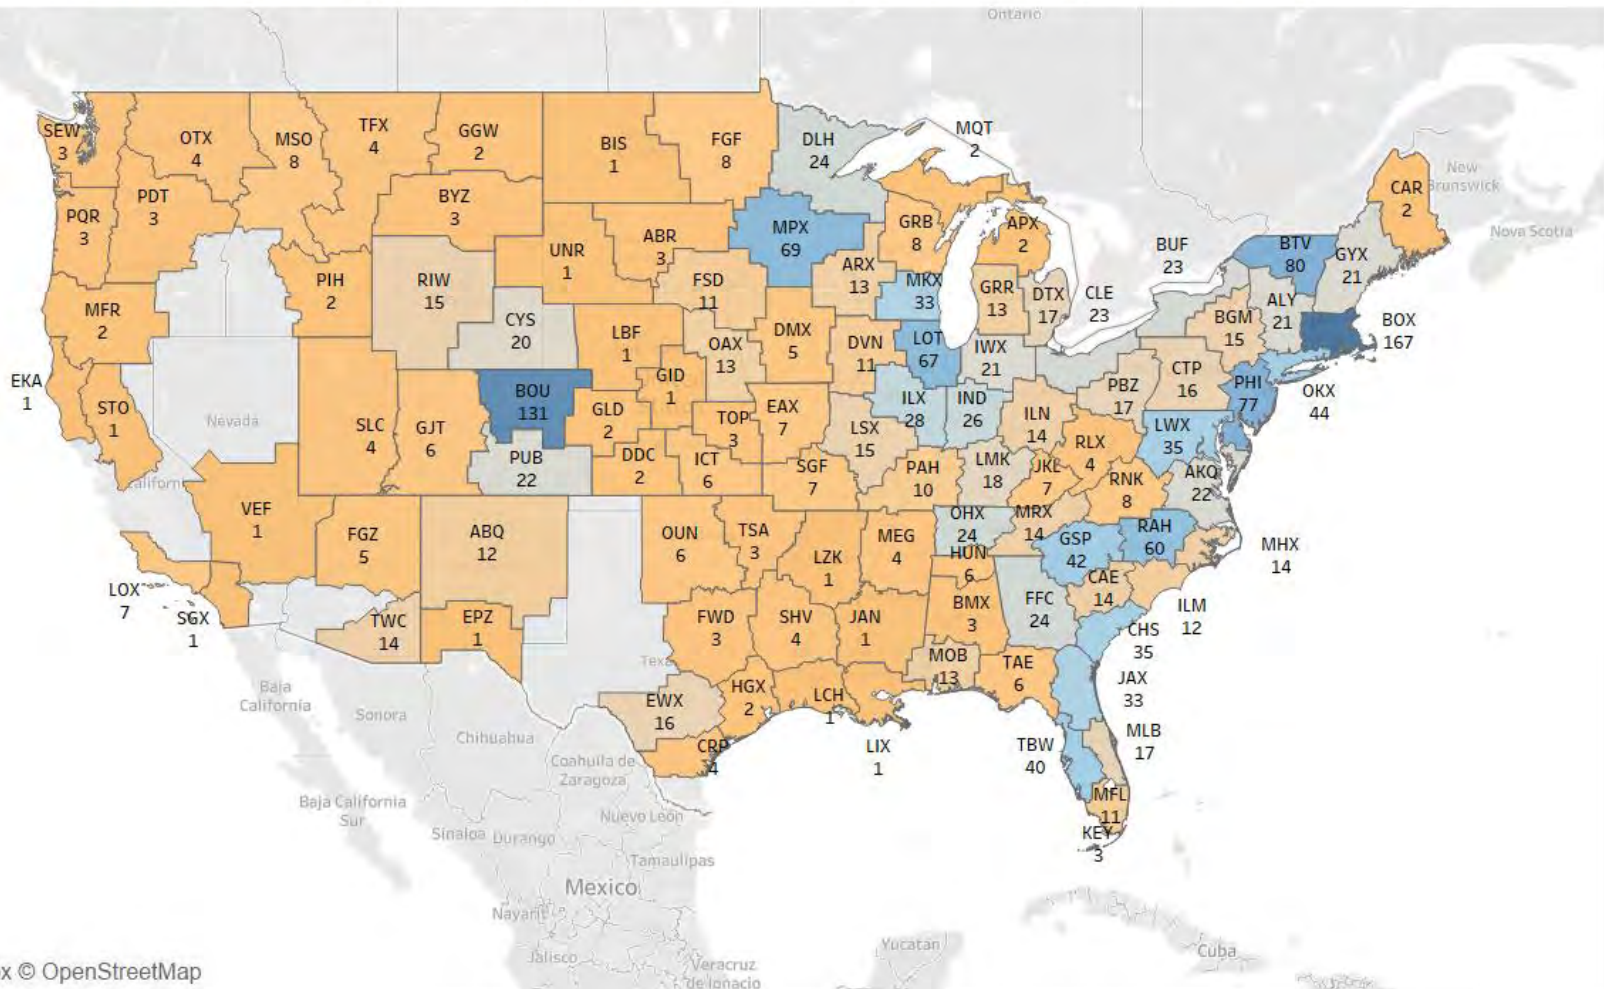 Ontario
MQT
2
SEW
3
OTX
4
MSO
8
TFX
4
GGW
2
BIS
1
FGF
8
DLH
24
New
Brunswick
CAR
2
Nova Scotia
PDT
3
PQR
3
BYZ
3
UNR
1
ABR
3
MPX
69
GRB
8
APX
2
BUF
23
BTV
80
GYX
21
MFR
2
PIH
2
RIW
15
FSD
11
ARX
13
MKX
33
GRR
13
DTX
17
CLE
23
ALY
21
BGM
15
BOX
167
CYS
20
LBF
1
OAX
13
DMX
5
DVN
11
LOT
67
IWX
21
CTP
16
PBZ
17
PHI
77
OKX
44
EKA
1
STO
1
Nevada
SLC
4
GJT
6
BOU
131
GLD
2
GID
1
TOP
3
EAX
7
LSX
15
ILX
28
IND
26
ILN
14
RLX
4
LWX
35
California
PUB
22
DDC
2
ICT
6
SGF
7
PAH
10
LMK
18
JKL
7
RNK
8
AKQ
22
VEF
1
FGZ
5
ABQ
12
OUN
6
TSA
3
LZK
1
MEG
4
OHX
24
HUN
6
MRX
14
GSP
42
RAH
60
MHX
14
LOX
7
SGX
1
TWC
14
EPZ
1
FWD
3
SHV
4
JAN
1
BMX
3
FFC
24
CAE
14
ILM
12
CHS
35
Texa
MOB
13
TAE
6
JAX
33
Baja
California
Sonora
Chihuahua
EWX
16
HGX
2
LCH
1
LIX
1
TBW
40
MLB
17
Coahuila de
Zaragoza
CRP
4
MFL
11
KEY
3
Baja California
Sur
Sinaloa
Durango
Nuevo León
Tamaulipas
Mexico
Nayarit
Jalisco
Veracruz
de Ignacio
Yucatán
Cuba
x © OpenStreetMap